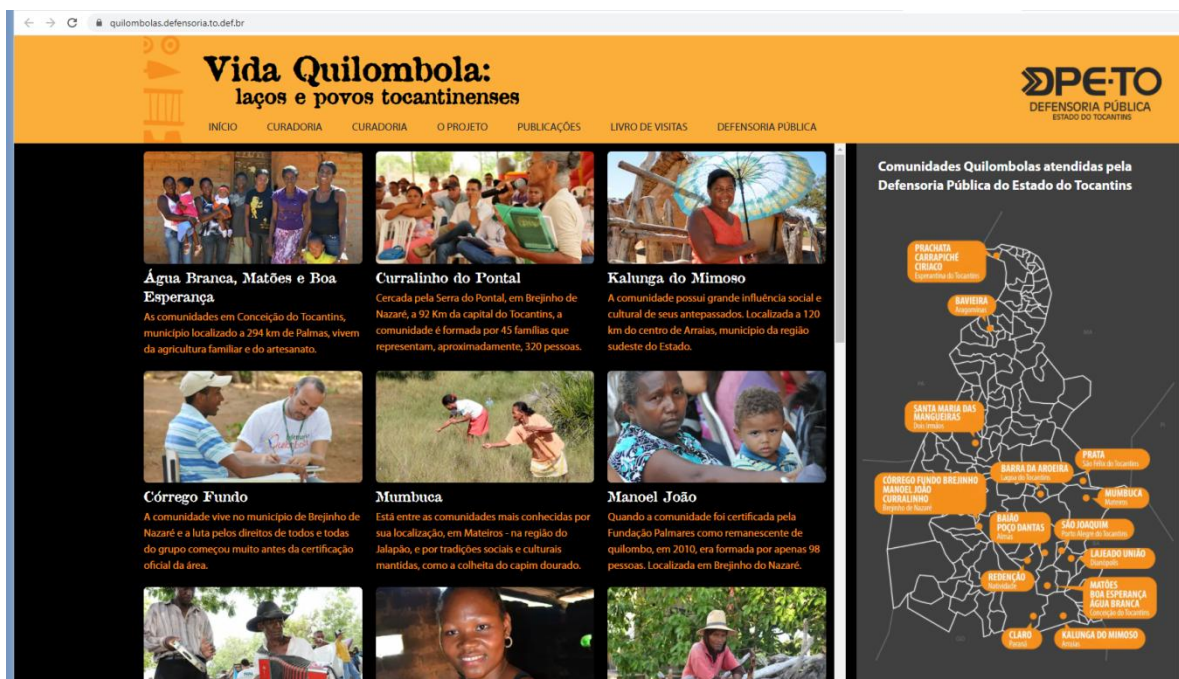 quilombolas.defensoria.to.def.br
Vida Quilombola:
laços e povos tocantinenses
DPE-TO
DEFENSORIA PÚBLICA
ESTADO DO TOCANTINS
INÍCIO CURADORIA CURADORIA O PROJETO PUBLICAÇÕES LIVRO DE VISITAS DEFENSORIA PÚBLICA
Água Branca, Matões e Boa
Esperança
As comunidades em Conceição do Tocantins,
município localizado a 294 km de Palmas, vivem
da agricultura familiar e do artesanato.
Curralinho do Pontal
Cercada pela Serra do Pontal, em Brejinho de
Nazaré, a 92 Km da capital do Tocantins, a
comunidade é formada por 45 famílias que
representam, aproximadamente, 320 pessoas.
Kalunga do Mimoso
A comunidade possui grande influência social e
cultural de seus antepassados. Localizada a 120
km do centro de Arraias, município da região
sudeste do Estado.
Córrego Fundo
A comunidade vive no município de Brejinho de
Nazaré e a luta pelos direitos de todos e todas
do grupo começou muito antes da certificação
oficial da área.
Mumbuca
Está entre as comunidades mais conhecidas por
sua localização, em Mateiros - na região do
Jalapão, e por tradições sociais e culturais
mantidas, como a colheita do capim dourado.
Manoel João
Quando a comunidade foi certificada pela
Fundação Palmares como remanescente de
quilombo, em 2010, era formada por apenas 98
pessoas. Localizada em Brejinho do Nazaré.
Comunidades Quilombolas atendidas pela
Defensoria Pública do Estado do Tocantins
PRACHATA
CARRAPICHÉ
CIRIACO
Esperantina do Tocantins
BAVIEIRA
Aragominas
SANTA MARIA DAS
MANGUEIRAS
Dois Irmãos
BARRA DA AROEIRA
Lagoa do Tocantins
PRATA
São Félix do Tocantins
CÓRREGO FUNDO BREJINHO
MANOEL JOÃO
CURRALINHO
Brejinho de Nazaré
MUMBUCA
Mateiros
BAIÃO
POÇO DANTAS
Almas
SÃO JOAQUIM
Porto Alegre do Tocantins
LAJEADO UNIÃO
Dianópolis
REDENÇÃO
Natividade
MATÕES
BOA ESPERANÇA
ÁGUA BRANCA
Conceição do Tocantins
CLARO
Paranã
KALUNGA DO MIMOSO
Arraias